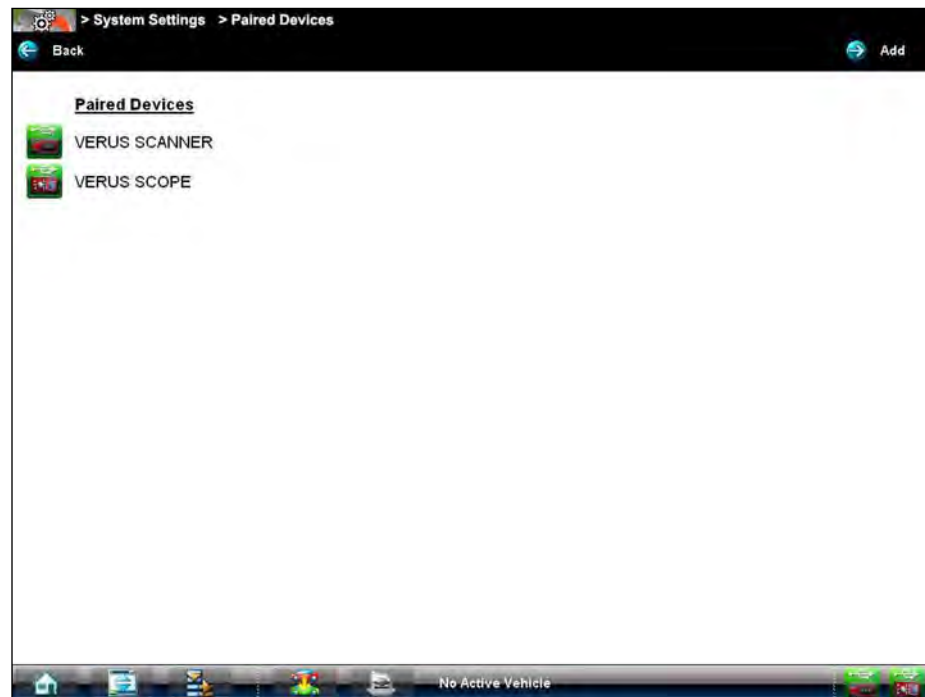 > System Settings > Paired Devices
Back
Add
Paired Devices
VERUS SCANNER
VERUS SCOPE
No Active Vehicle